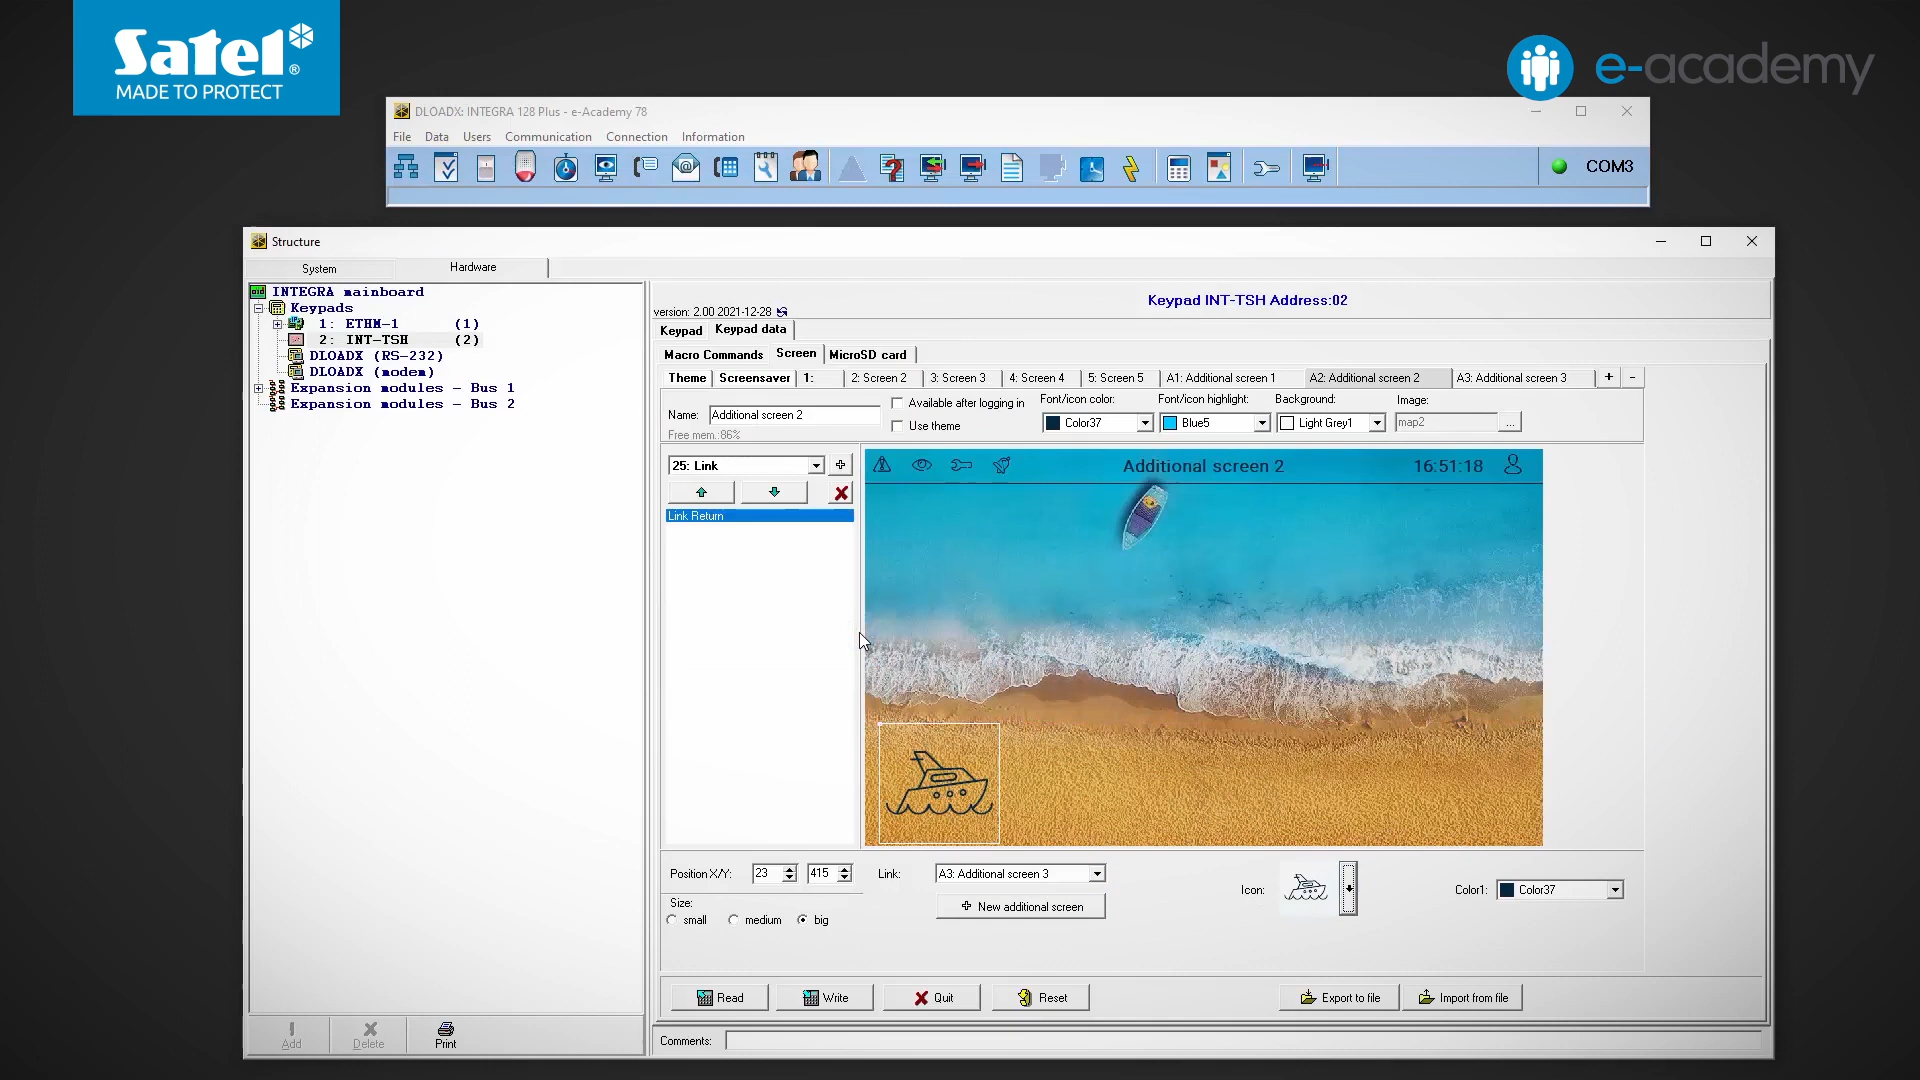 Satel®
MADE TO PROTECT
e-academy
DLOADX: INTEGRA 128 Plus - e-Academy 78
File Data Users Communication Connection Information
COM3
Structure
System Hardware
INTEGRA mainboard
Keypads
1: ETHM-1 (1)
2: INT-TSH (2)
DLOADX (RS-232)
DLOADX (modem)
Expansion modules - Bus 1
Expansion modules - Bus 2
Keypad INT-TSH Address:02
version: 2.00 2021-12-28
Keypad Keypad data
Macro Commands Screen MicroSD card
Theme Screensaver 1: 2: Screen 2 3: Screen 3 4: Screen 4 5: Screen 5 A1: Additional screen 1 A2: Additional screen 2 A3: Additional screen 3 + -
Name: Additional screen 2
Free mem.:86%
Available after logging in
Use theme
Font/icon color: Font/icon highlight: Background: Image:
Color37 Blue5 Light Grey1 map2 ...
25: Link
Link Return
Additional screen 2 16:51:18
Position X/Y: 23 415 Link: A3: Additional screen 3
New additional screen
Size:
small medium big
Icon:
Color1: Color37
Read Write Quit Reset Export to file Import from file
Add Delete Print
Comments: